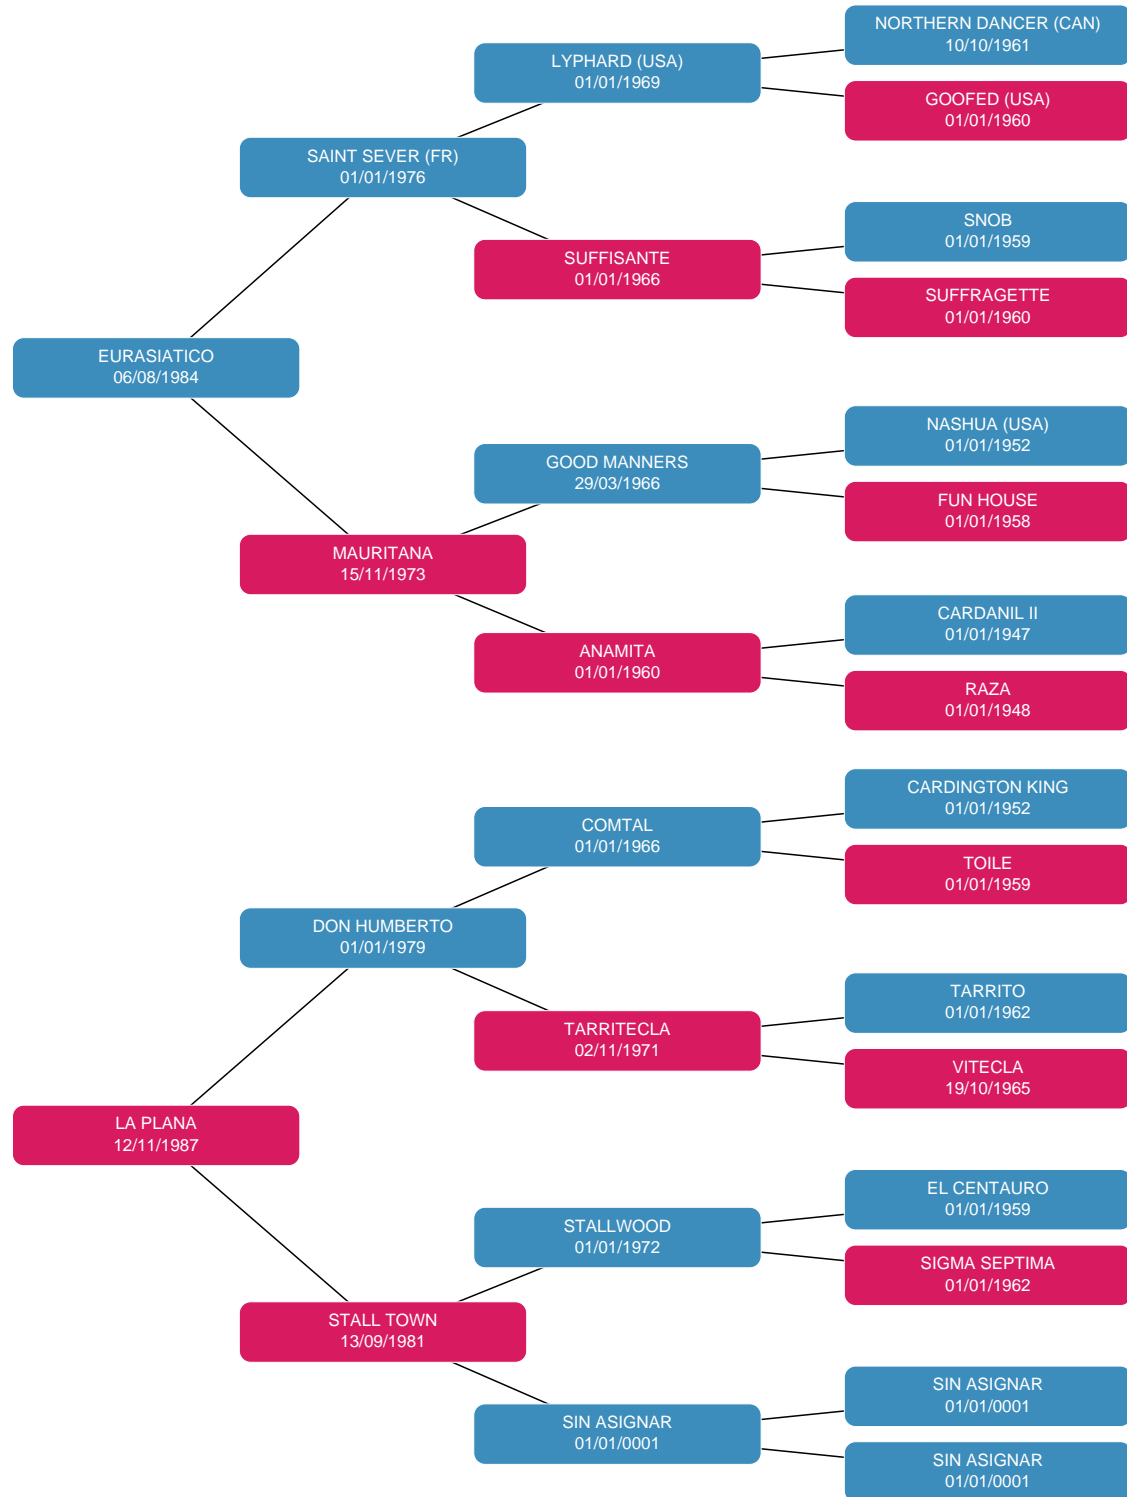 NORTHERN DANCER (CAN)
10/10/1961
LYPHARD (USA)
01/01/1969
GOOFED (USA)
01/01/1960
SAINT SEVER (FR)
01/01/1976
SNOB
01/01/1959
SUFFISANTE
01/01/1966
SUFFRAGETTE
01/01/1960
EURASIATICO
06/08/1984
NASHUA (USA)
01/01/1952
GOOD MANNERS
29/03/1966
FUN HOUSE
01/01/1958
MAURITANA
15/11/1973
CARDANIL II
01/01/1947
ANAMITA
01/01/1960
RAZA
01/01/1948
CARDINGTON KING
01/01/1952
COMTAL
01/01/1966
TOILE
01/01/1959
DON HUMBERTO
01/01/1979
TARRITO
01/01/1962
TARRITECLA
02/11/1971
VITECLA
19/10/1965
LA PLANA
12/11/1987
EL CENTAURO
01/01/1959
STALLWOOD
01/01/1972
SIGMA SEPTIMA
01/01/1962
STALL TOWN
13/09/1981
SIN ASIGNAR
01/01/0001
SIN ASIGNAR
01/01/0001
SIN ASIGNAR
01/01/0001